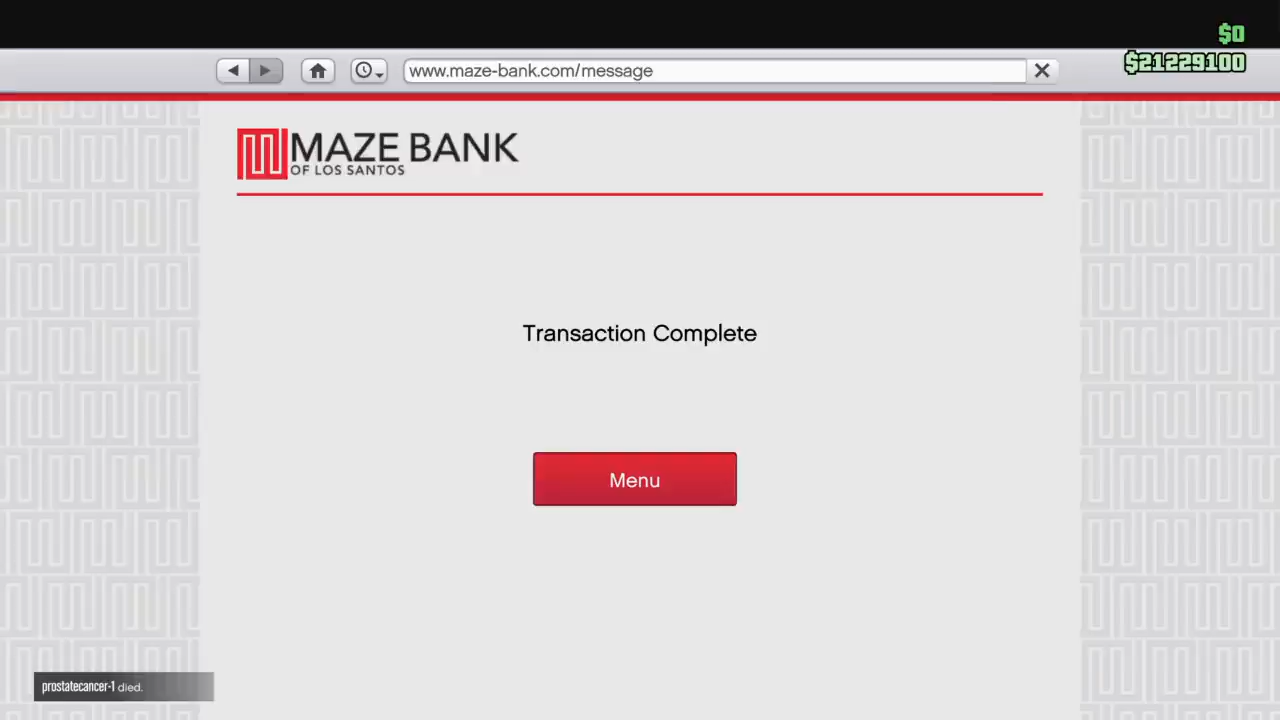 $0
www.maze-bank.com/message
$21229100
MAZE BANK
OF LOS SANTOS
Transaction Complete
Menu
prostatecancer-1 died.